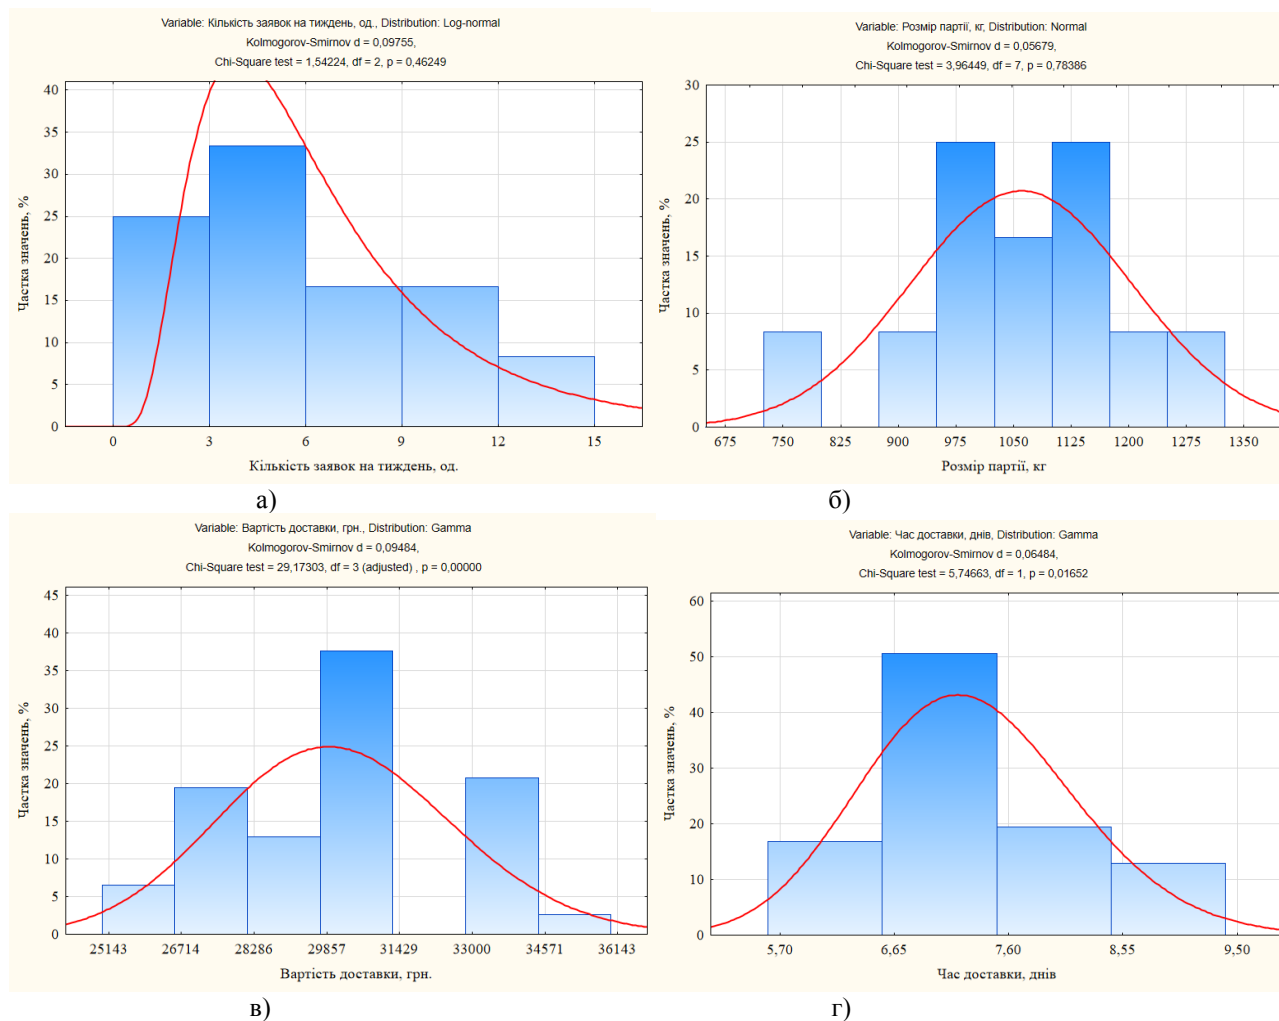 Variable: Кількість заявок на тиждень, од., Distribution: Log-normal
Kolmogorov-Smirnov d = 0,09755,
Chi-Square test = 1,54224, df = 2, p = 0,46249
40
35
30
25
20
15
10
5
0
Частка значень, %
0 3 6 9 12 15
Кількість заявок на тиждень, од.
а)
Variable: Розмір партії, кг, Distribution: Normal
Kolmogorov-Smirnov d = 0,05679,
Chi-Square test = 3,96449, df = 7, p = 0,78386
30
25
20
15
10
5
0
Частка значень, %
675 750 825 900 975 1050 1125 1200 1275 1350
Розмір партії, кг
б)
Variable: Вартість доставки, грн., Distribution: Gamma
Kolmogorov-Smirnov d = 0,09484,
Chi-Square test = 29,17303, df = 3 (adjusted) , p = 0,00000
45
40
35
30
25
20
15
10
5
0
Частка значень, %
25143 26714 28286 29857 31429 33000 34571 36143
Вартість доставки, грн.
в)
Variable: Час доставки, днів, Distribution: Gamma
Kolmogorov-Smirnov d = 0,06484,
Chi-Square test = 5,74663, df = 1, p = 0,01652
60
50
40
30
20
10
0
Частка значень, %
5,70 6,65 7,60 8,55 9,50
Час доставки, днів
г)